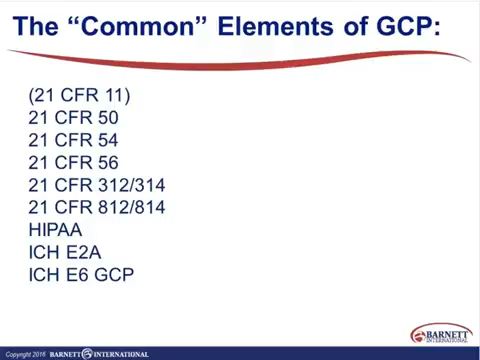 The “Common” Elements of GCP:
(21 CFR 11)
21 CFR 50
21 CFR 54
21 CFR 56
21 CFR 312/314
21 CFR 812/814
HIPAA
ICH E2A
ICH E6 GCP
BARNETT
INTERNATIONAL
Copyright 2016 BARNETT INTERNATIONAL